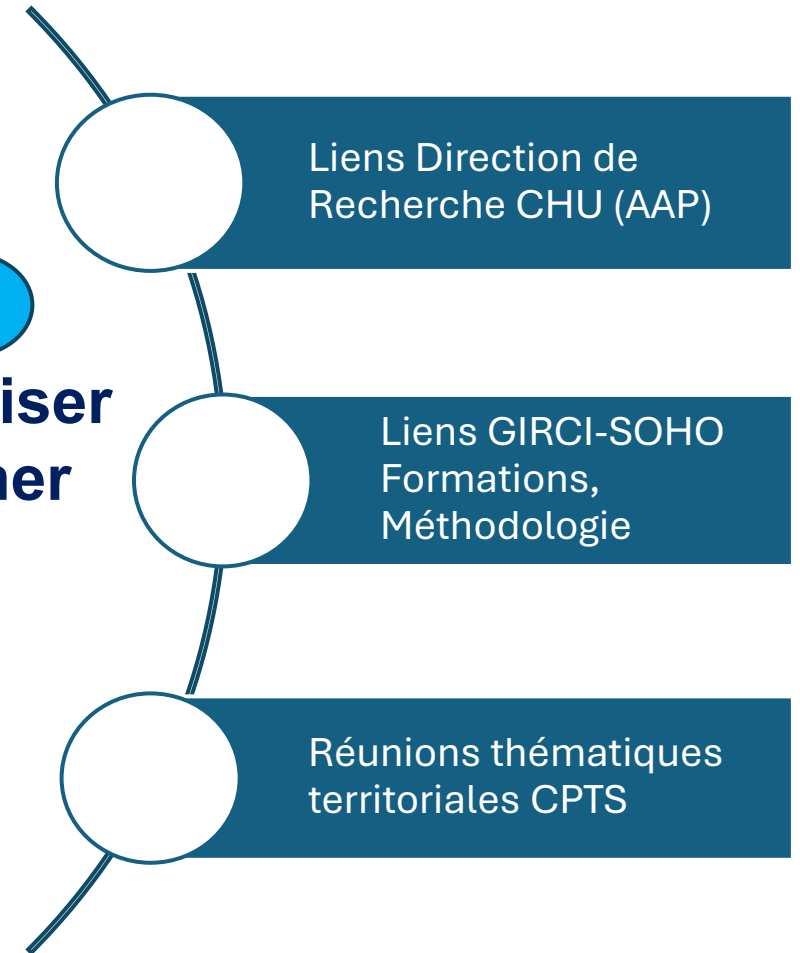 Liens Direction de
Recherche CHU (AAP)
iser
ner
Liens GIRCI-SOHO
Formations,
Méthodologie
Réunions thématiques
territoriales CPTS